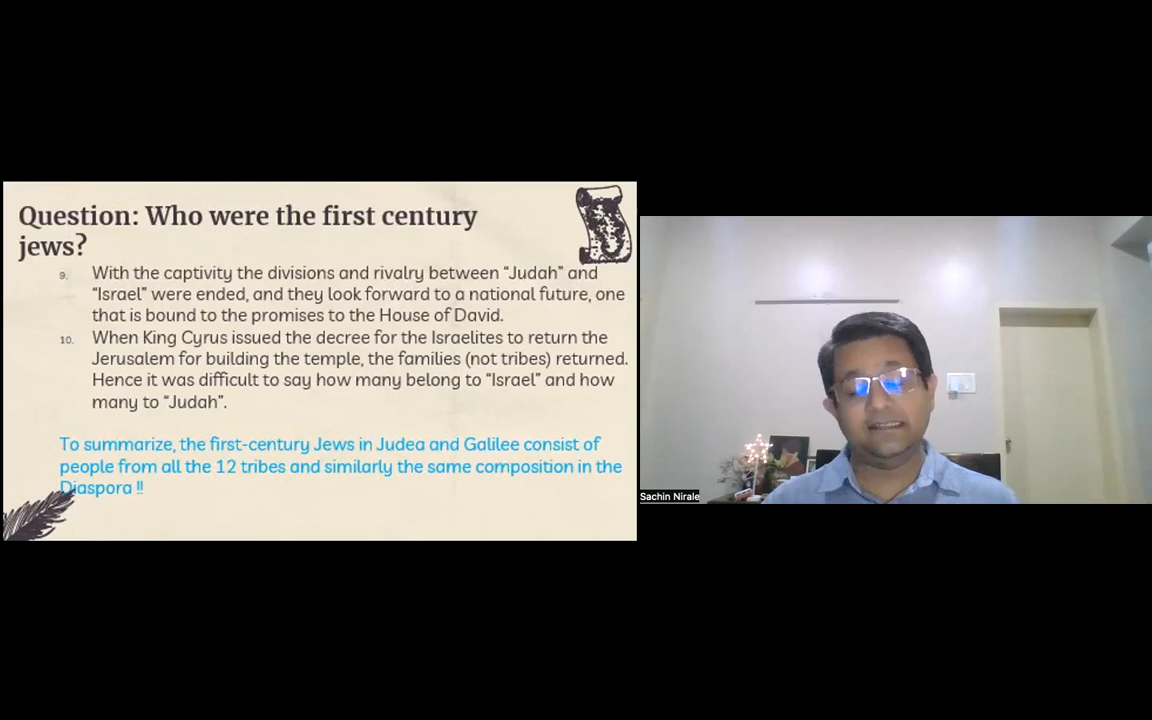 Question: Who were the first century
jews?
9. With the captivity the divisions and rivalry between “Judah” and
“Israel” were ended, and they look forward to a national future, one
that is bound to the promises to the House of David.
10. When King Cyrus issued the decree for the Israelites to return the
Jerusalem for building the temple, the families (not tribes) returned.
Hence it was difficult to say how many belong to “Israel” and how
many to “Judah”.
To summarize, the first-century Jews in Judea and Galilee consist of
people from all the 12 tribes and similarly the same composition in the
Diaspora !!
Sachin Nirale